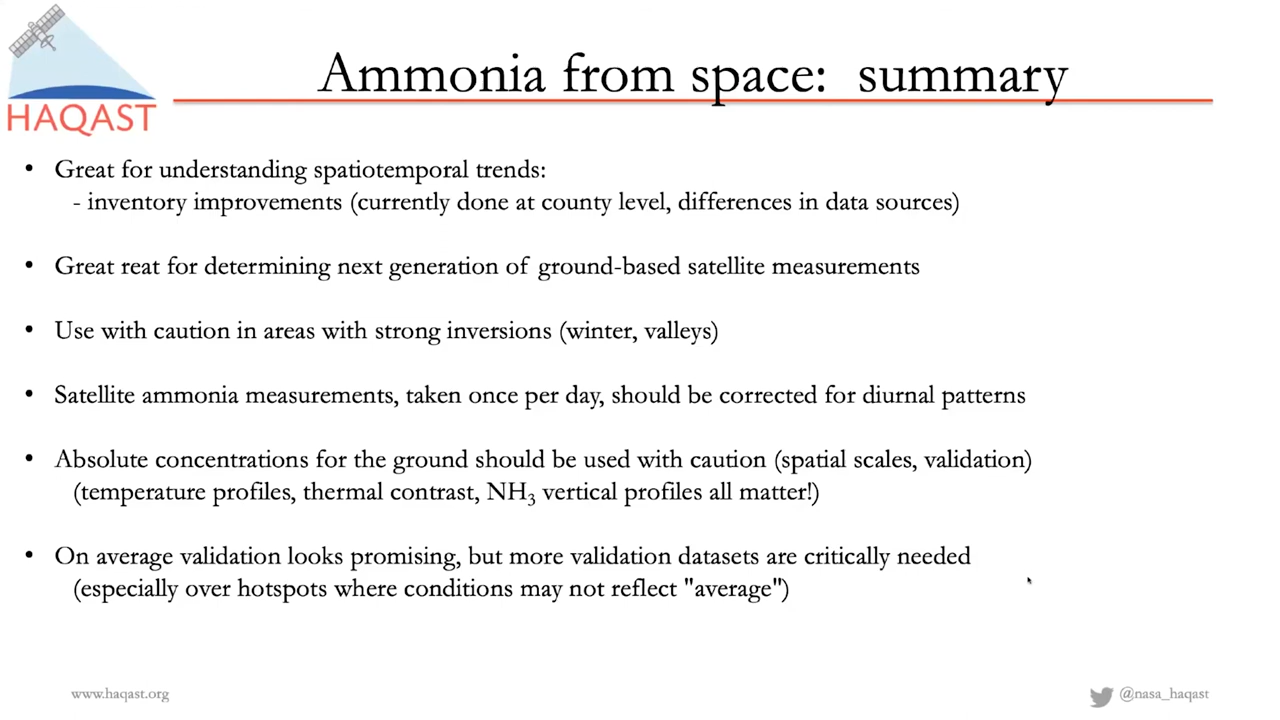 HAQAST
Ammonia from space: summary
• Great for understanding spatiotemporal trends:
- inventory improvements (currently done at county level, differences in data sources)
• Great reat for determining next generation of ground-based satellite measurements
• Use with caution in areas with strong inversions (winter, valleys)
• Satellite ammonia measurements, taken once per day, should be corrected for diurnal patterns
• Absolute concentrations for the ground should be used with caution (spatial scales, validation)
(temperature profiles, thermal contrast, NH₃ vertical profiles all matter!)
• On average validation looks promising, but more validation datasets are critically needed
(especially over hotspots where conditions may not reflect "average")
www.haqast.org
@nasa_haqast